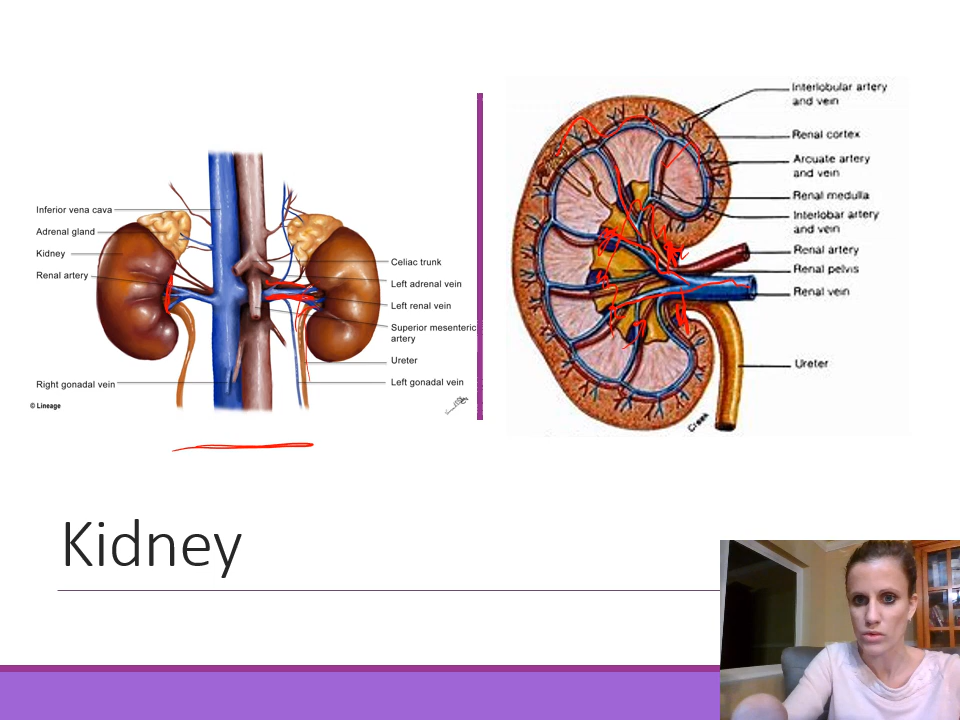 Inferior vena cava
Adrenal gland
Kidney
Renal artery
Right gonadal vein
© Lineage
Celiac trunk
Left adrenal vein
Left renal vein
Superior mesenteric
artery
Ureter
Left gonadal vein
Interlobular artery
and vein
Renal cortex
Arcuate artery
and vein
Renal medulla
Interlobar artery
and vein
Renal artery
Renal pelvis
Renal vein
Ureter
Creek
Kidney